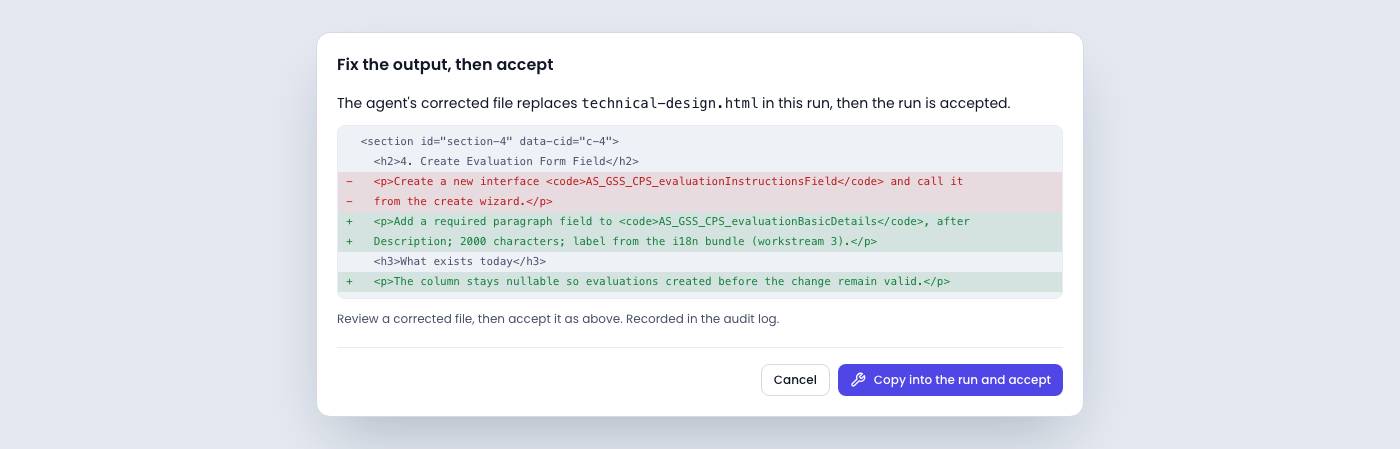 Fix the output, then accept
The agent's corrected file replaces technical-design.html in this run, then the run is accepted.
<section id="section-4" data-cid="c-4">
<h2>4. Create Evaluation Form Field</h2>
- <p>Create a new interface <code>AS_GSS_CPS_evaluationInstructionsField</code> and call it
- from the create wizard.</p>
+ <p>Add a required paragraph field to <code>AS_GSS_CPS_evaluationBasicDetails</code>, after
+ Description; 2000 characters; label from the i18n bundle (workstream 3).</p>
<h3>What exists today</h3>
+ <p>The column stays nullable so evaluations created before the change remain valid.</p>
Review a corrected file, then accept it as above. Recorded in the audit log.
Cancel
Copy into the run and accept